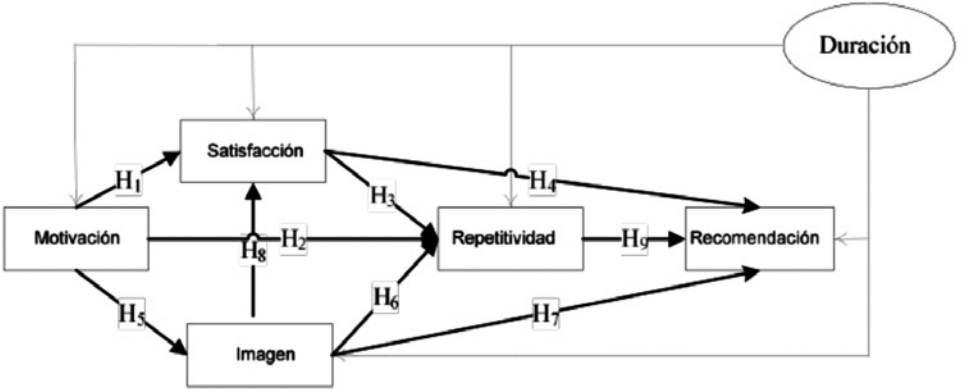 Duración
Satisfacción
H1
H3
H4
Motivación
H2
H8
Repetitividad
H9
Recomendación
H5
H6
H7
Imagen